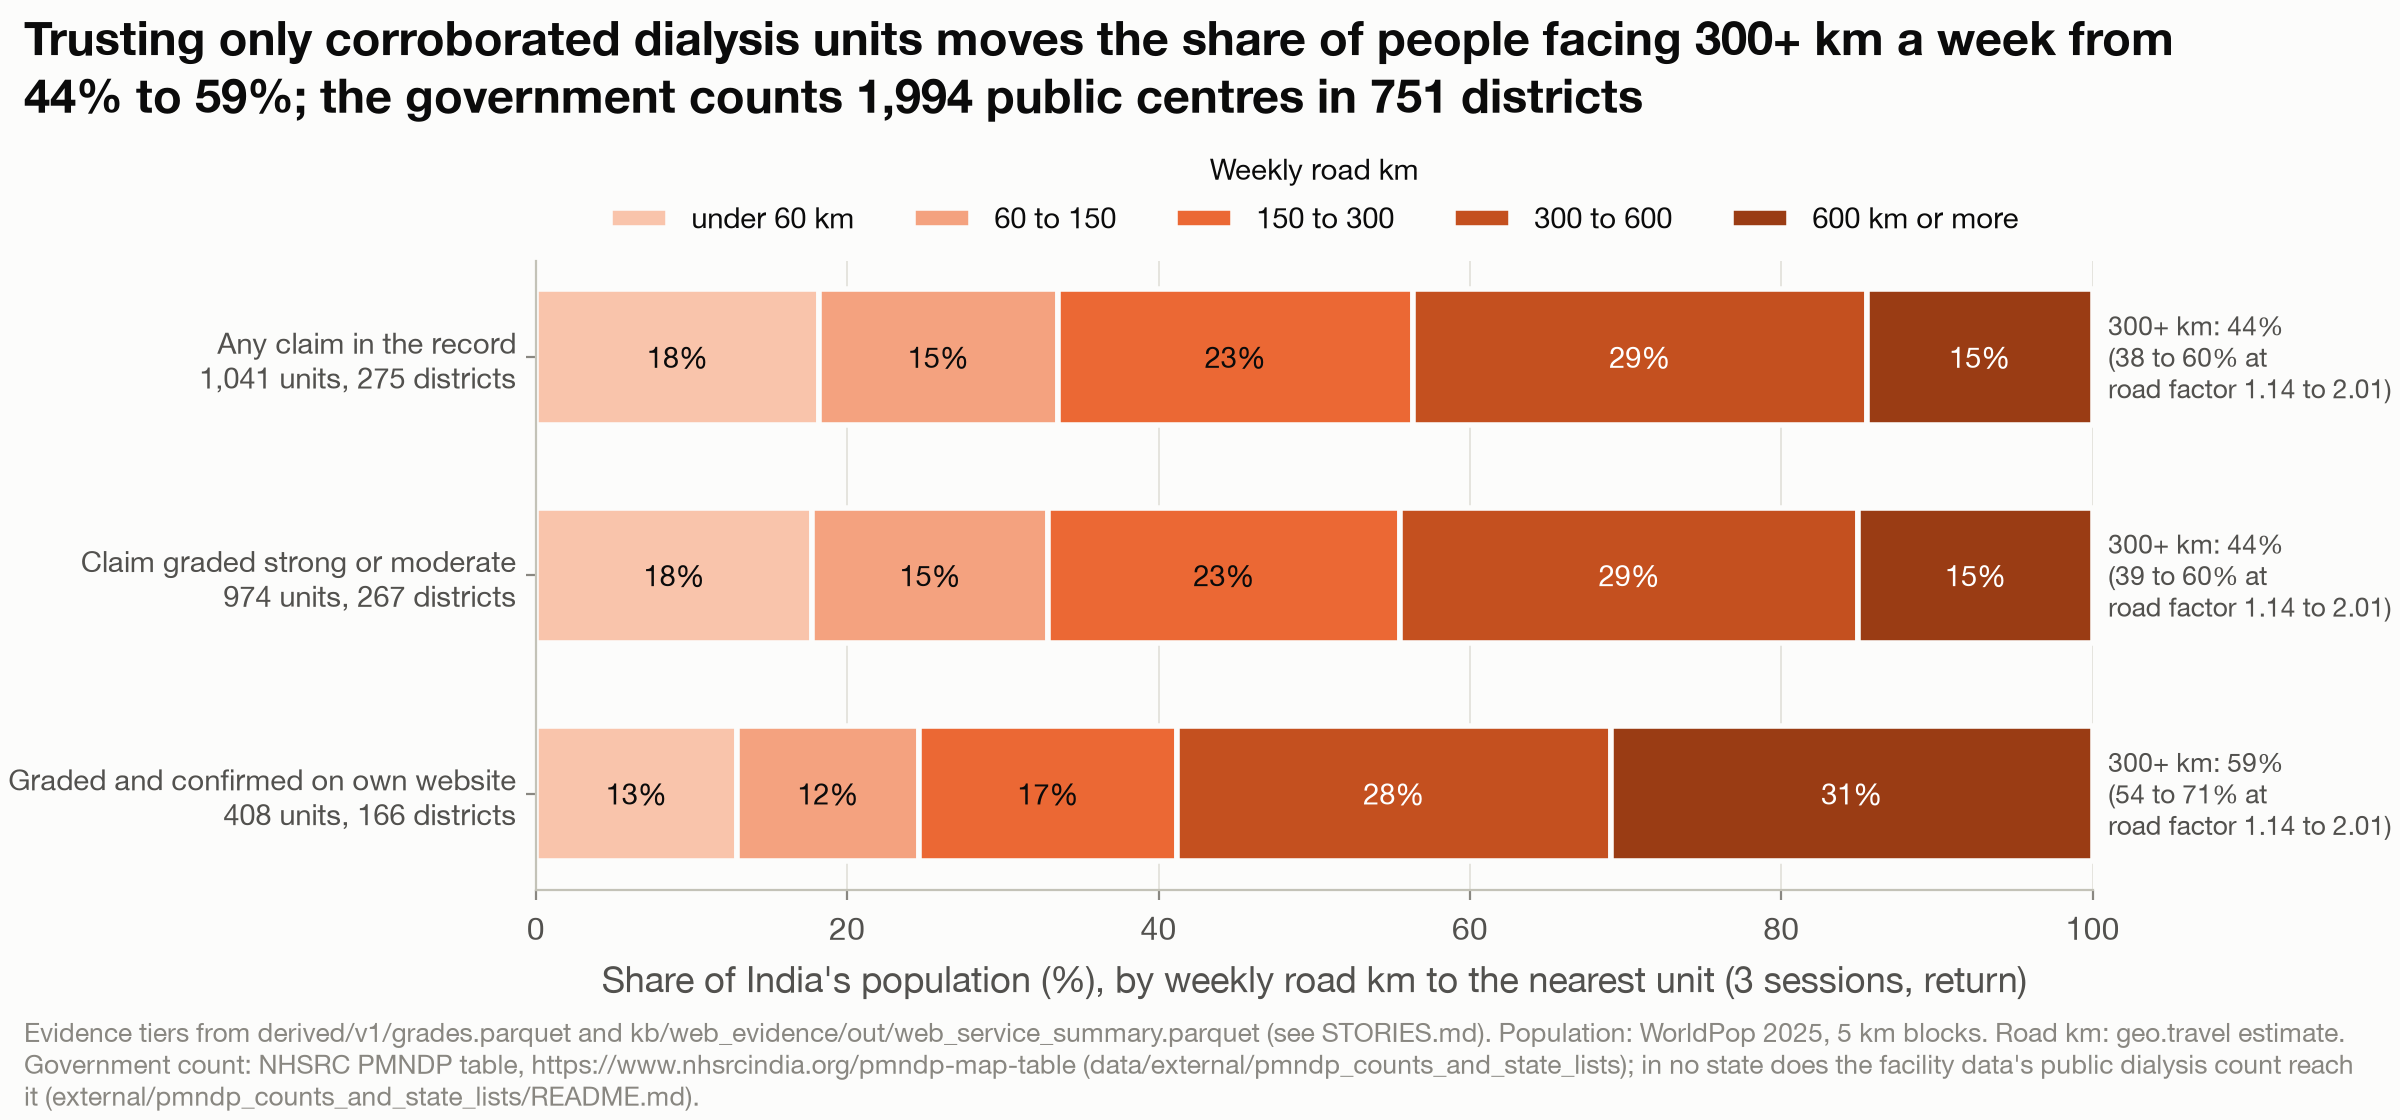 Trusting only corroborated dialysis units moves the share of people facing 300+ km a week from
44% to 59%; the government counts 1,994 public centres in 751 districts
Weekly road km
under 60 km
60 to 150
150 to 300
300 to 600
600 km or more
Any claim in the record
1,041 units, 275 districts
18%
15%
23%
29%
15%
300+ km: 44%
(38 to 60% at
road factor 1.14 to 2.01)
Claim graded strong or moderate
974 units, 267 districts
18%
15%
23%
29%
15%
300+ km: 44%
(39 to 60% at
road factor 1.14 to 2.01)
Graded and confirmed on own website
408 units, 166 districts
13%
12%
17%
28%
31%
300+ km: 59%
(54 to 71% at
road factor 1.14 to 2.01)
0
20
40
60
80
100
Share of India's population (%), by weekly road km to the nearest unit (3 sessions, return)
Evidence tiers from derived/v1/grades.parquet and kb/web_evidence/out/web_service_summary.parquet (see STORIES.md). Population: WorldPop 2025, 5 km blocks. Road km: geo.travel estimate.
Government count: NHSRC PMNDP table, https://www.nhsrcindia.org/pmndp-map-table (data/external/pmndp_counts_and_state_lists); in no state does the facility data's public dialysis count reach
it (external/pmndp_counts_and_state_lists/README.md).